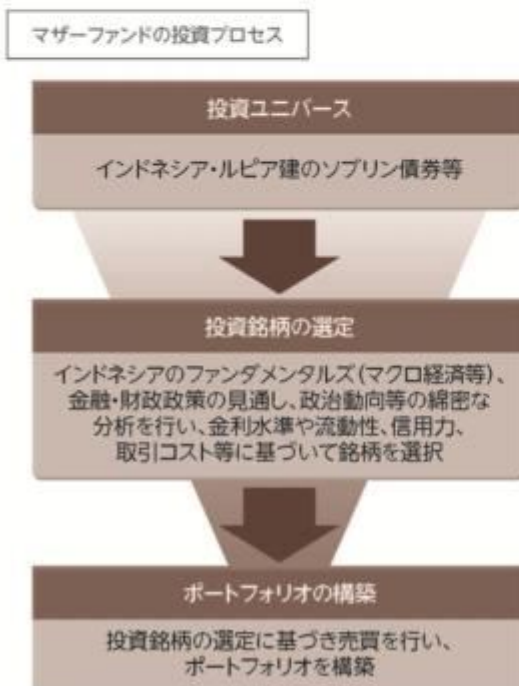 マザーファンドの投資プロセス
投資ユニバース
インドネシア・ルピア建のソブリン債券等
投資銘柄の選定
インドネシアのファンダメンタルズ(マクロ経済等)、
金融・財政政策の見通し、政治動向等の綿密な
分析を行い、金利水準や流動性、信用力、
取引コスト等に基づいて銘柄を選択
ポートフォリオの構築
投資銘柄の選定に基づき売買を行い、
ポートフォリオを構築